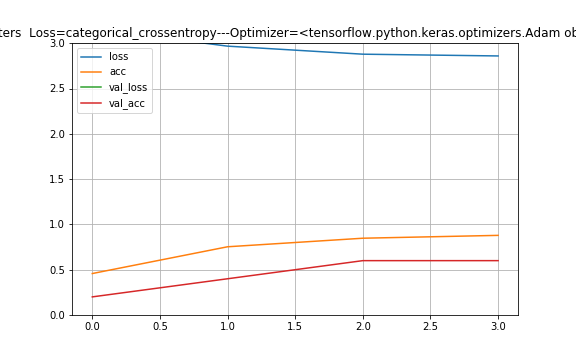 ters  Loss=categorical_crossentropy---Optimizer=<tensorflow.python.keras.optimizers.Adam ob
3.0
2.5
2.0
1.5
1.0
0.5
0.0
loss
acc
val_loss
val_acc
0.0 0.5 1.0 1.5 2.0 2.5 3.0